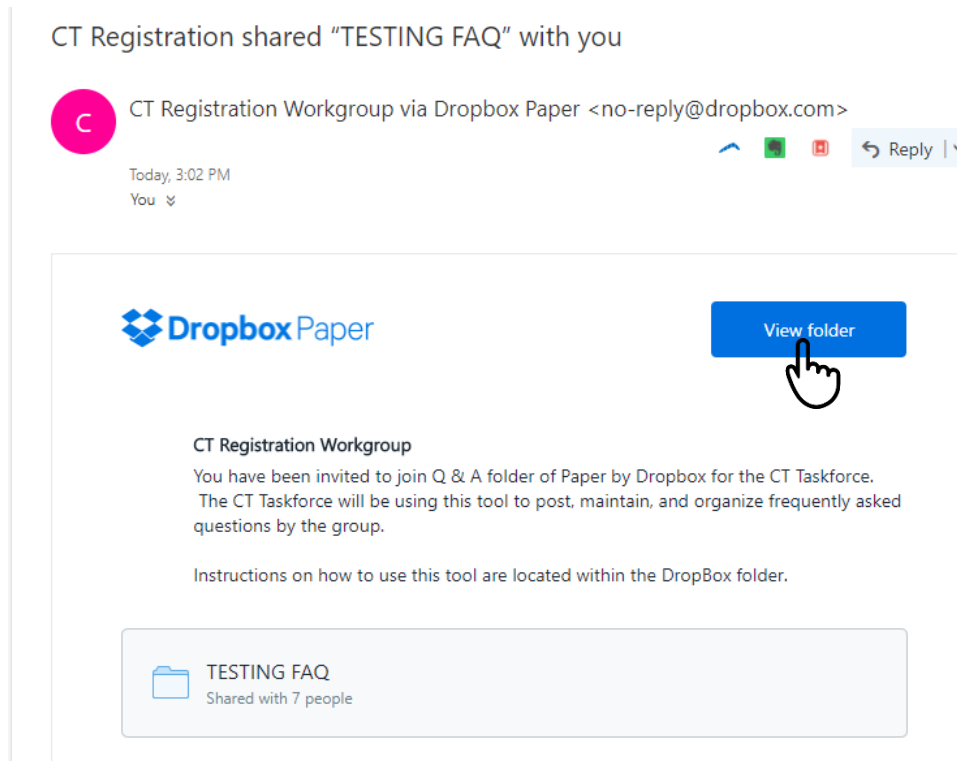 CT Registration shared “TESTING FAQ” with you
C
CT Registration Workgroup via Dropbox Paper <no-reply@dropbox.com>
Reply
Today, 3:02 PM
You
Dropbox Paper
View folder
CT Registration Workgroup
You have been invited to join Q & A folder of Paper by Dropbox for the CT Taskforce.
The CT Taskforce will be using this tool to post, maintain, and organize frequently asked
questions by the group.
Instructions on how to use this tool are located within the DropBox folder.
TESTING FAQ
Shared with 7 people